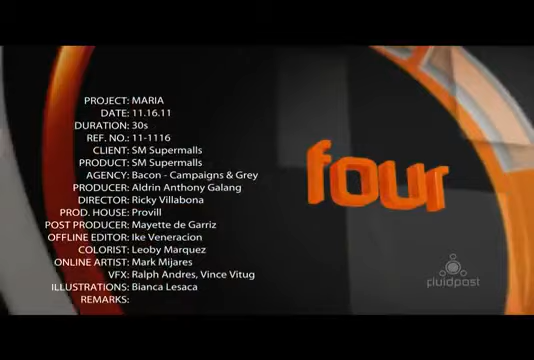 PROJECT: MARIA
DATE: 11.16.11
DURATION: 30s
REF. NO.: 11-1116
CLIENT: SM Supermalls
PRODUCT: SM Supermalls
AGENCY: Bacon - Campaigns & Grey
PRODUCER: Aldrin Anthony Galang
DIRECTOR: Ricky Villabona
PROD. HOUSE: Provill
POST PRODUCER: Mayette de Garriz
OFFLINE EDITOR: Ike Veneracion
COLORIST: Leoby Marquez
ONLINE ARTIST: Mark Mijares
VFX: Ralph Andres, Vince Vitug
ILLUSTRATIONS: Bianca Lesaca
REMARKS:
four
fluidpost